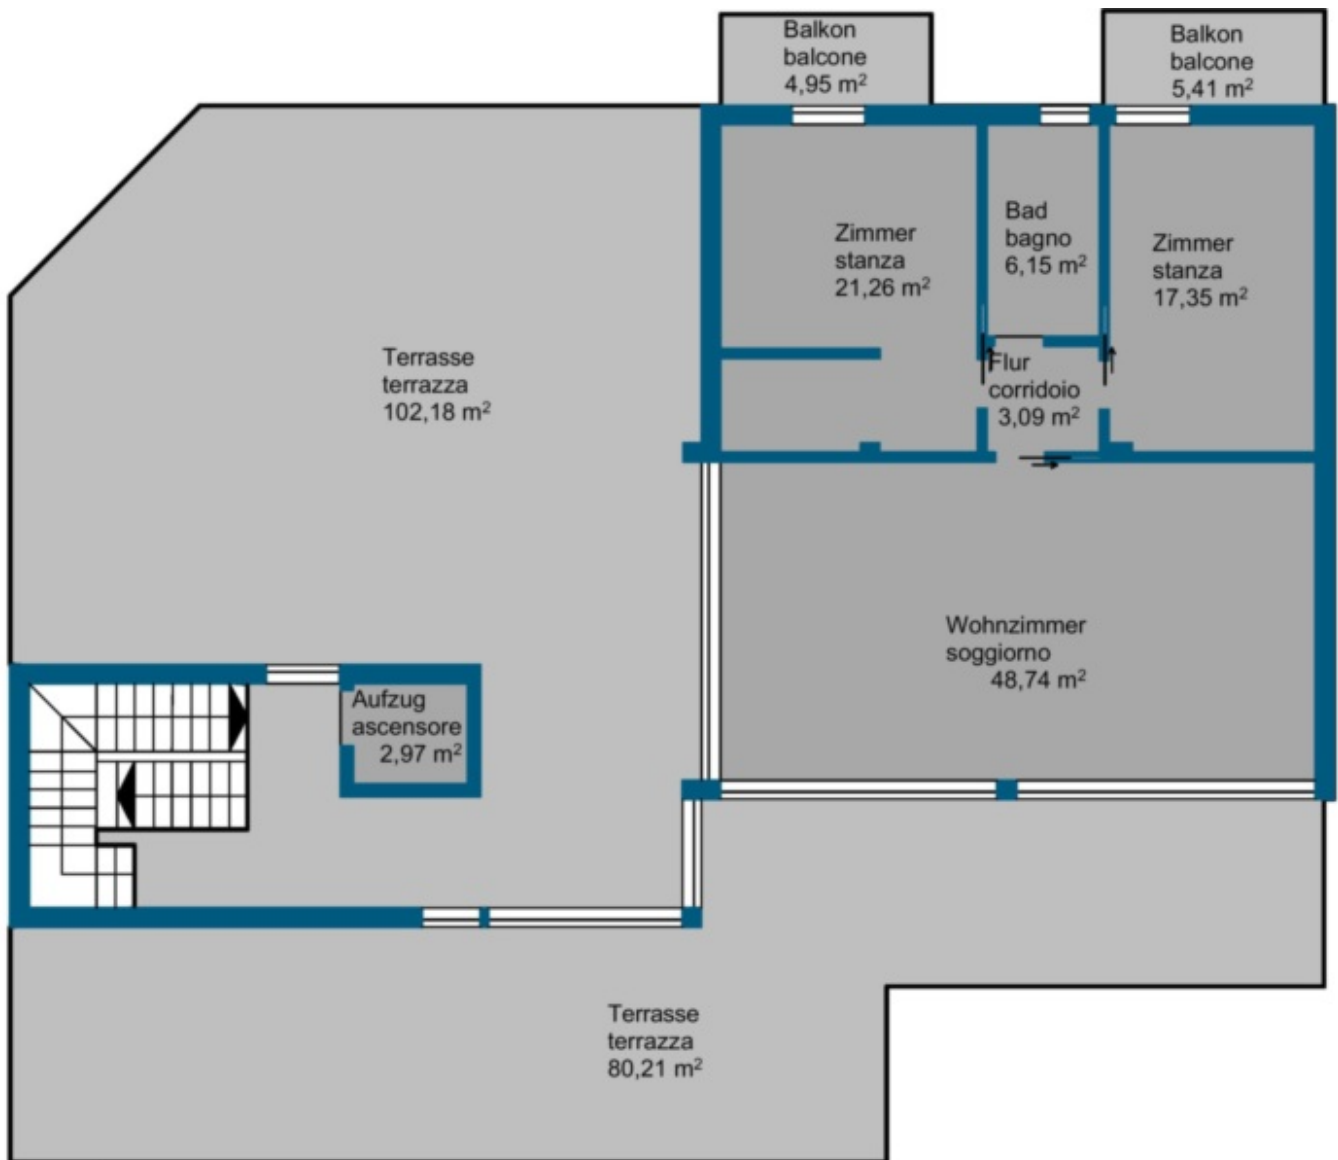 Balkon
balcone
4,95 m²
Balkon
balcone
5,41 m²
Zimmer
stanza
21,26 m²
Bad
bagno
6,15 m²
Zimmer
stanza
17,35 m²
Terrasse
terrazza
102,18 m²
Flur
corridoio
3,09 m²
Wohnzimmer
soggiorno
48,74 m²
Aufzug
ascensore
2,97 m²
Terrasse
terrazza
80,21 m²